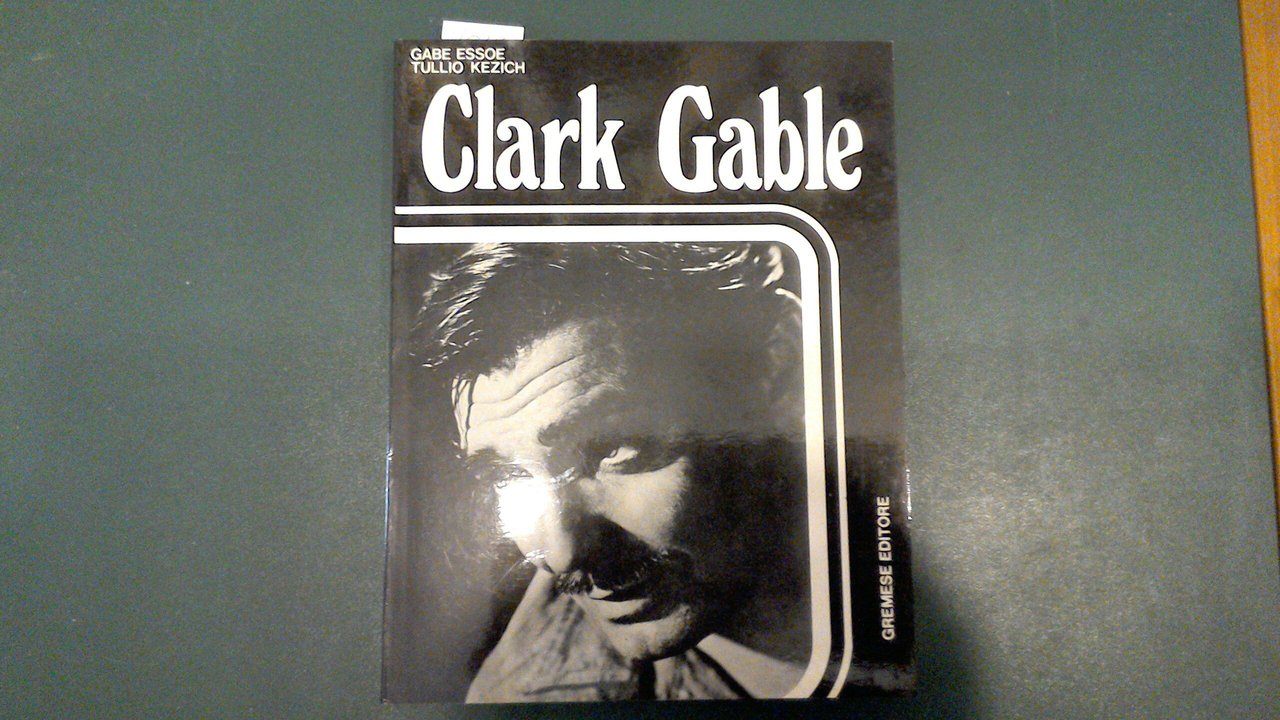 GABE ESSOE
TULLIO KEZICH
Clark Gable
GREMESE EDITORE